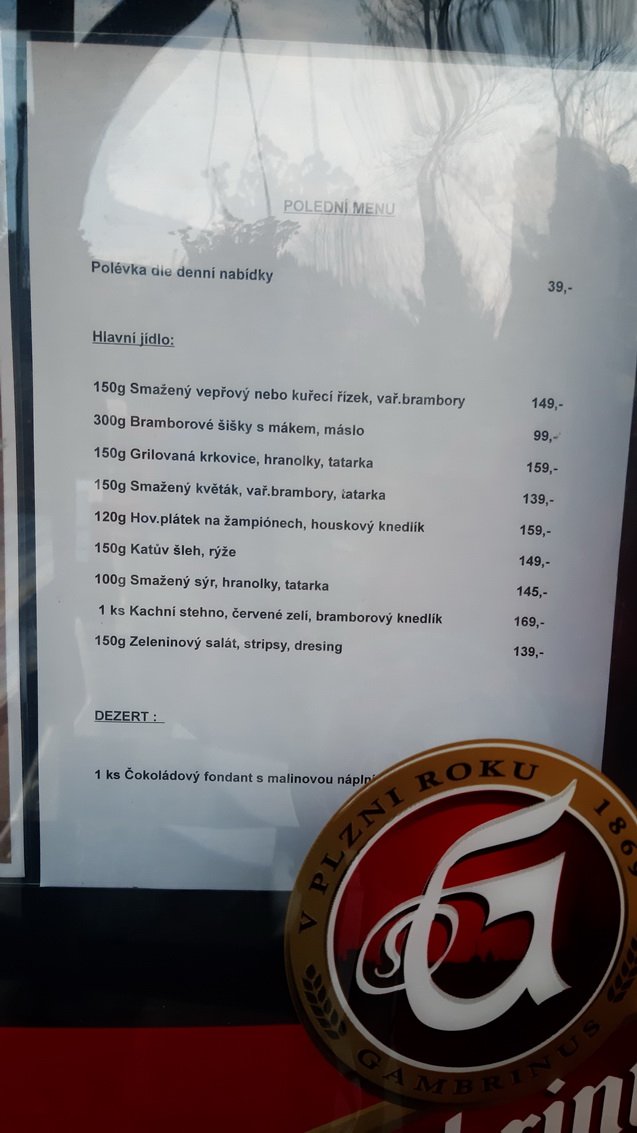 POLEDNÍ MENU
Polévka dle denní nabídky 39,-
Hlavní jídlo:
150g Smažený vepřový nebo kuřecí řízek, vař.brambory 149,-
300g Bramborové šišky s mákem, máslo 99,-
150g Grilovaná krkovice, hranolky, tatarka 159,-
150g Smažený květák, vař.brambory, tatarka 139,-
120g Hov.plátek na žampiónech, houskový knedlík 159,-
150g Katův šleh, rýže 149,-
100g Smažený sýr, hranolky, tatarka 145,-
1 ks Kachní stehno, červené zelí, bramborový knedlík 169,-
150g Zeleninový salát, stripsy, dresing 139,-
DEZERT :
1 ks Čokoládový fondant s malinovou náplní
V PLZNI ROKU 1869
G
GAMBRINUS